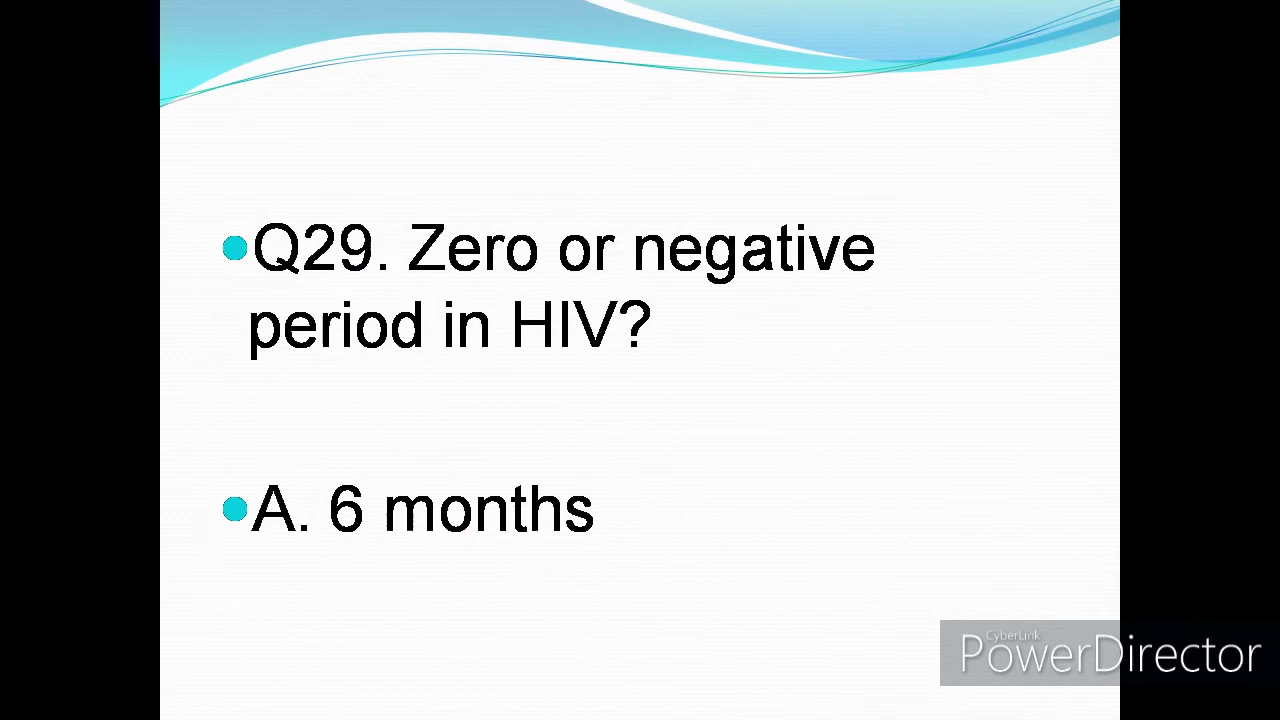 •Q29. Zero or negative
period in HIV?
•A. 6 months
CyberLink
PowerDirector